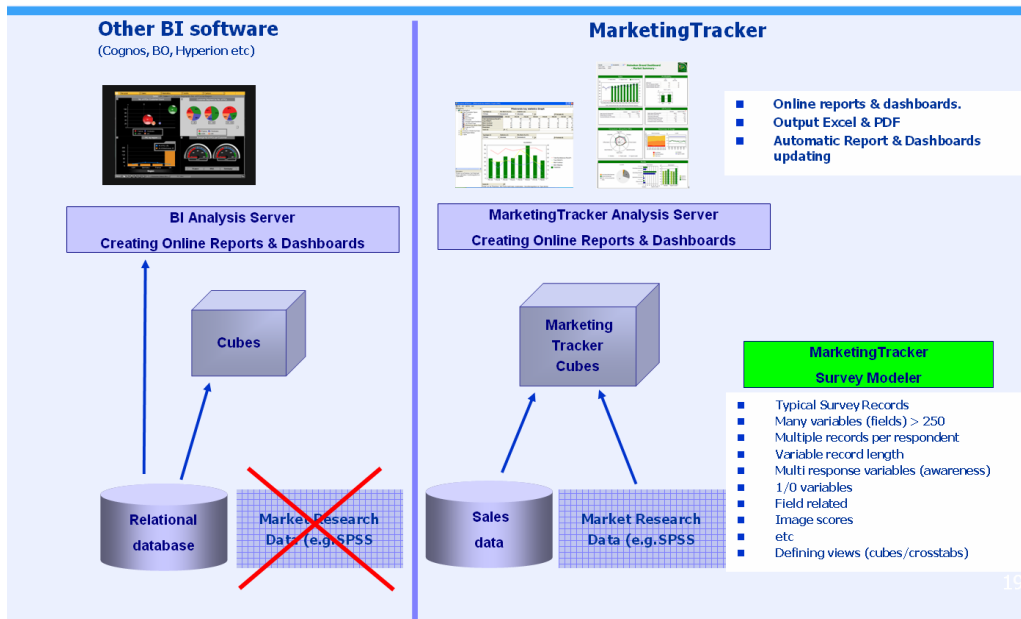 Other BI software
(Cognos, BO, Hyperion etc)
BI Analysis Server
Creating Online Reports & Dashboards
Cubes
Relational
database
Market Research
Data (e.g.SPSS
MarketingTracker
Online reports & dashboards.
Output Excel & PDF
Automatic Report & Dashboards
updating
MarketingTracker Analysis Server
Creating Online Reports & Dashboards
Marketing
Tracker
Cubes
Sales
data
Market Research
Data (e.g.SPSS
MarketingTracker
Survey Modeler
Typical Survey Records
Many variables (fields) > 250
Multiple records per respondent
Variable record length
Multi response variables (awareness)
1/0 variables
Field related
Image scores
etc
Defining views (cubes/crosstabs)
19